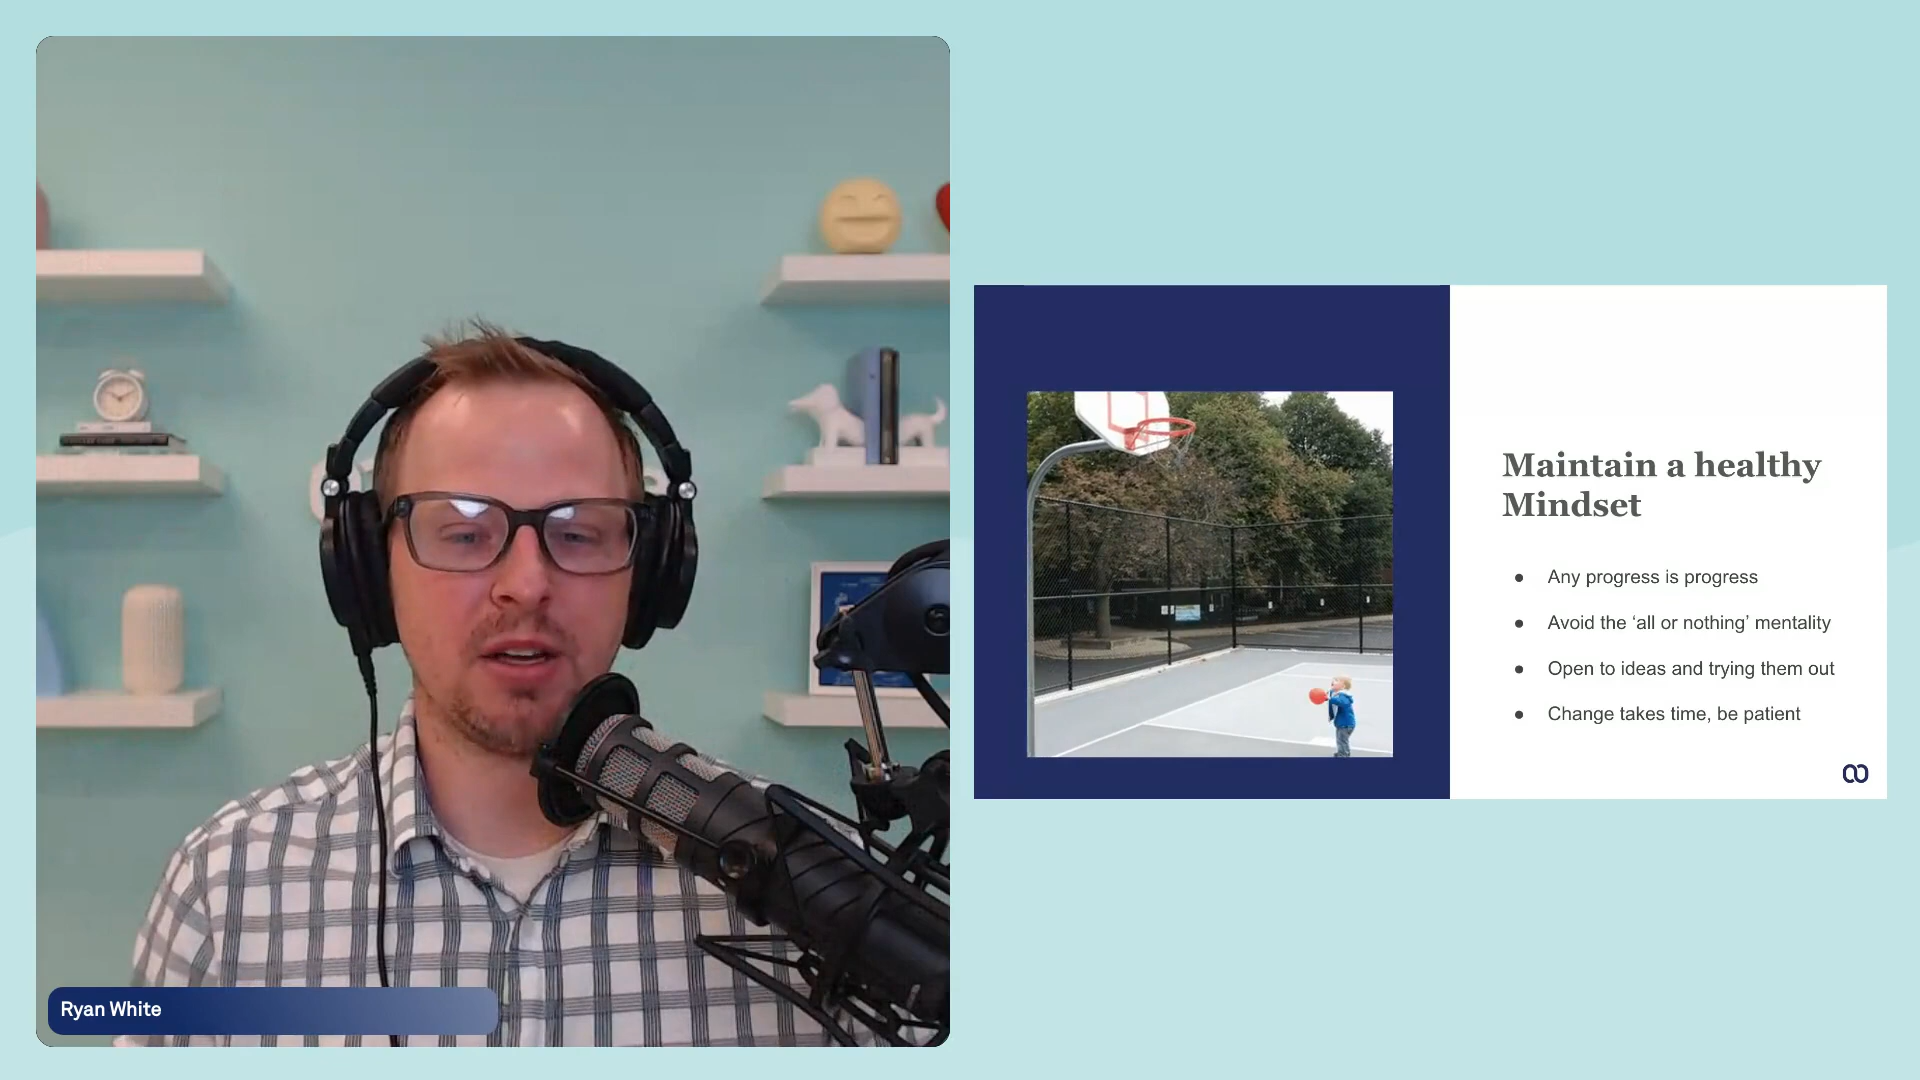 Ryan White
Maintain a healthy
Mindset
● Any progress is progress
● Avoid the ‘all or nothing’ mentality
● Open to ideas and trying them out
● Change takes time, be patient